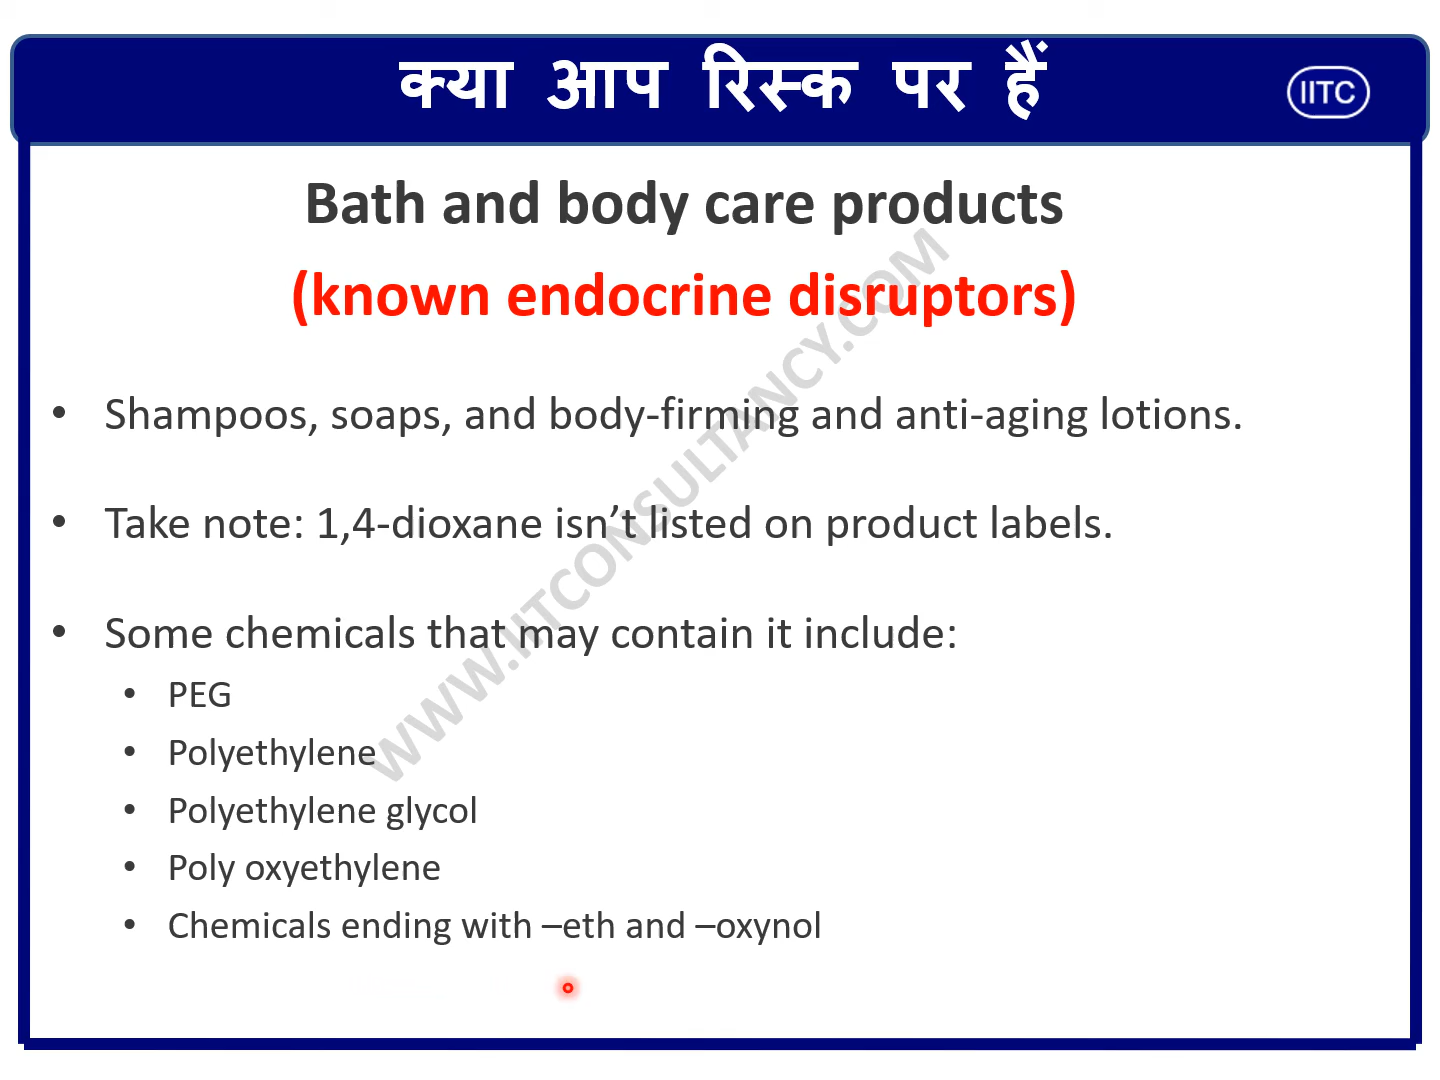 क्या आप रिस्क पर हैं
IITC
Bath and body care products
(known endocrine disruptors)
• Shampoos, soaps, and body-firming and anti-aging lotions.
• Take note: 1,4-dioxane isn’t listed on product labels.
• Some chemicals that may contain it include:
• PEG
• Polyethylene
• Polyethylene glycol
• Poly oxyethylene
• Chemicals ending with –eth and –oxynol
WWW.IITCONSULTANCY.COM